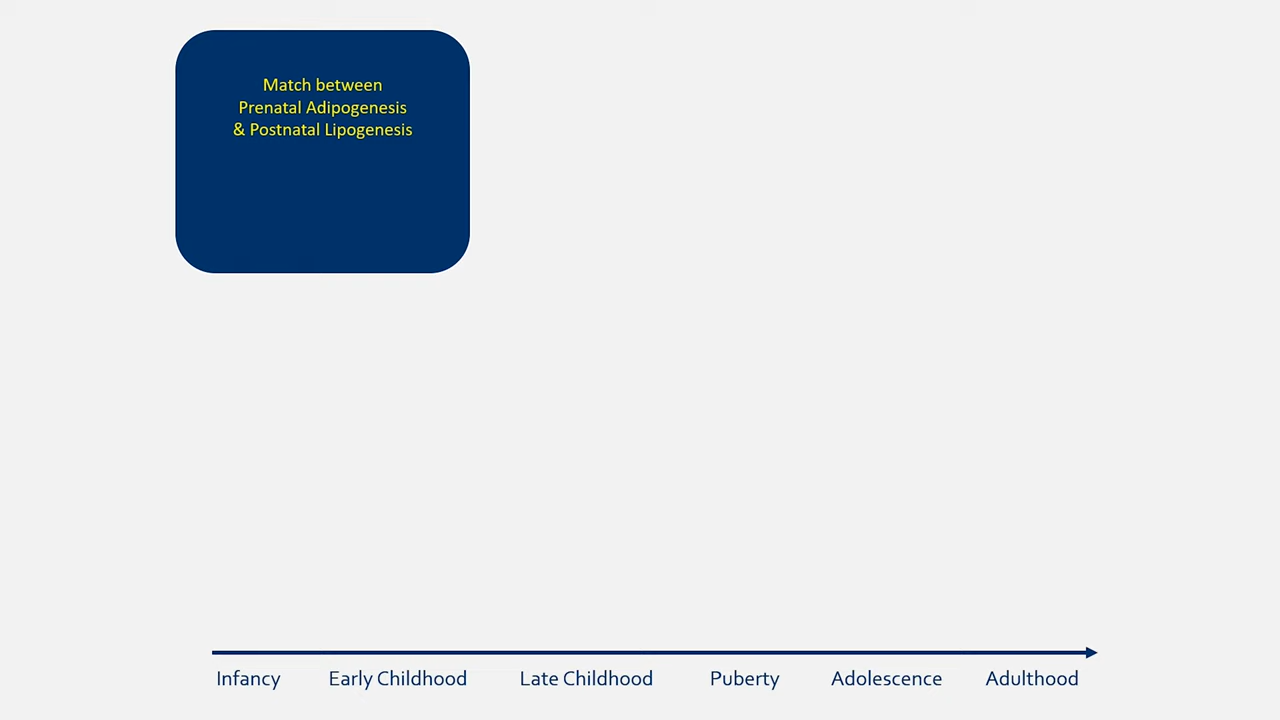 Match between
Prenatal Adipogenesis
& Postnatal Lipogenesis
Infancy
Early Childhood
Late Childhood
Puberty
Adolescence
Adulthood